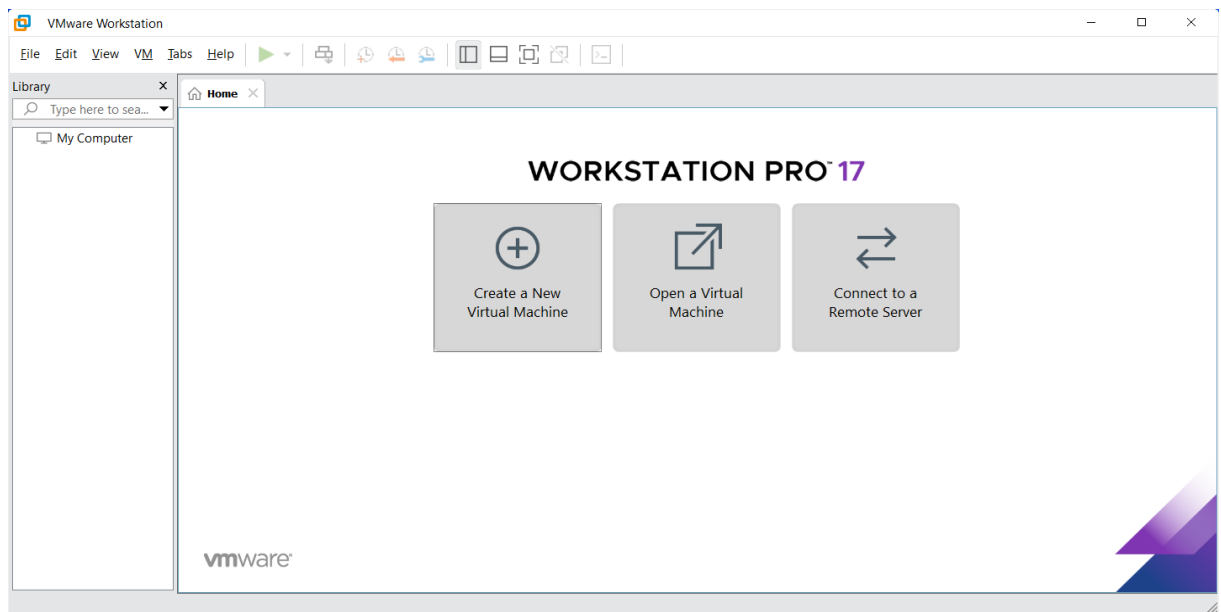 VMware Workstation
File Edit View VM Tabs Help
Library
Type here to sea...
Home
My Computer
WORKSTATION PRO™ 17
Create a New
Virtual Machine
Open a Virtual
Machine
Connect to a
Remote Server
vmware®